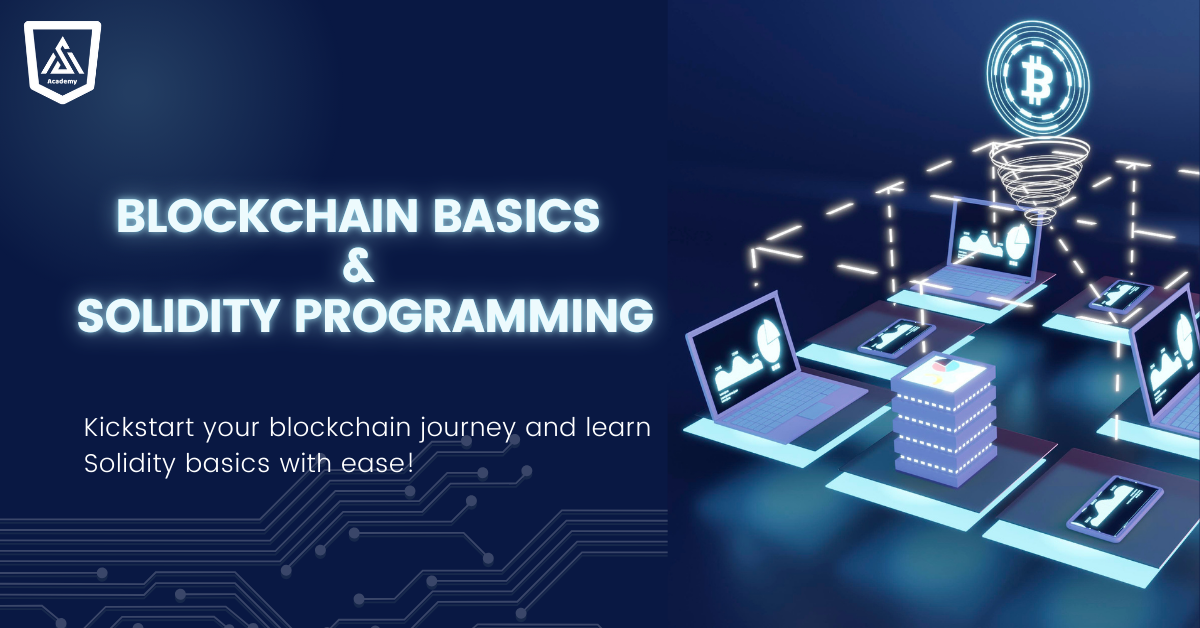 Academy
BLOCKCHAIN BASICS
&
SOLIDITY PROGRAMMING
Kickstart your blockchain journey and learn
Solidity basics with ease!